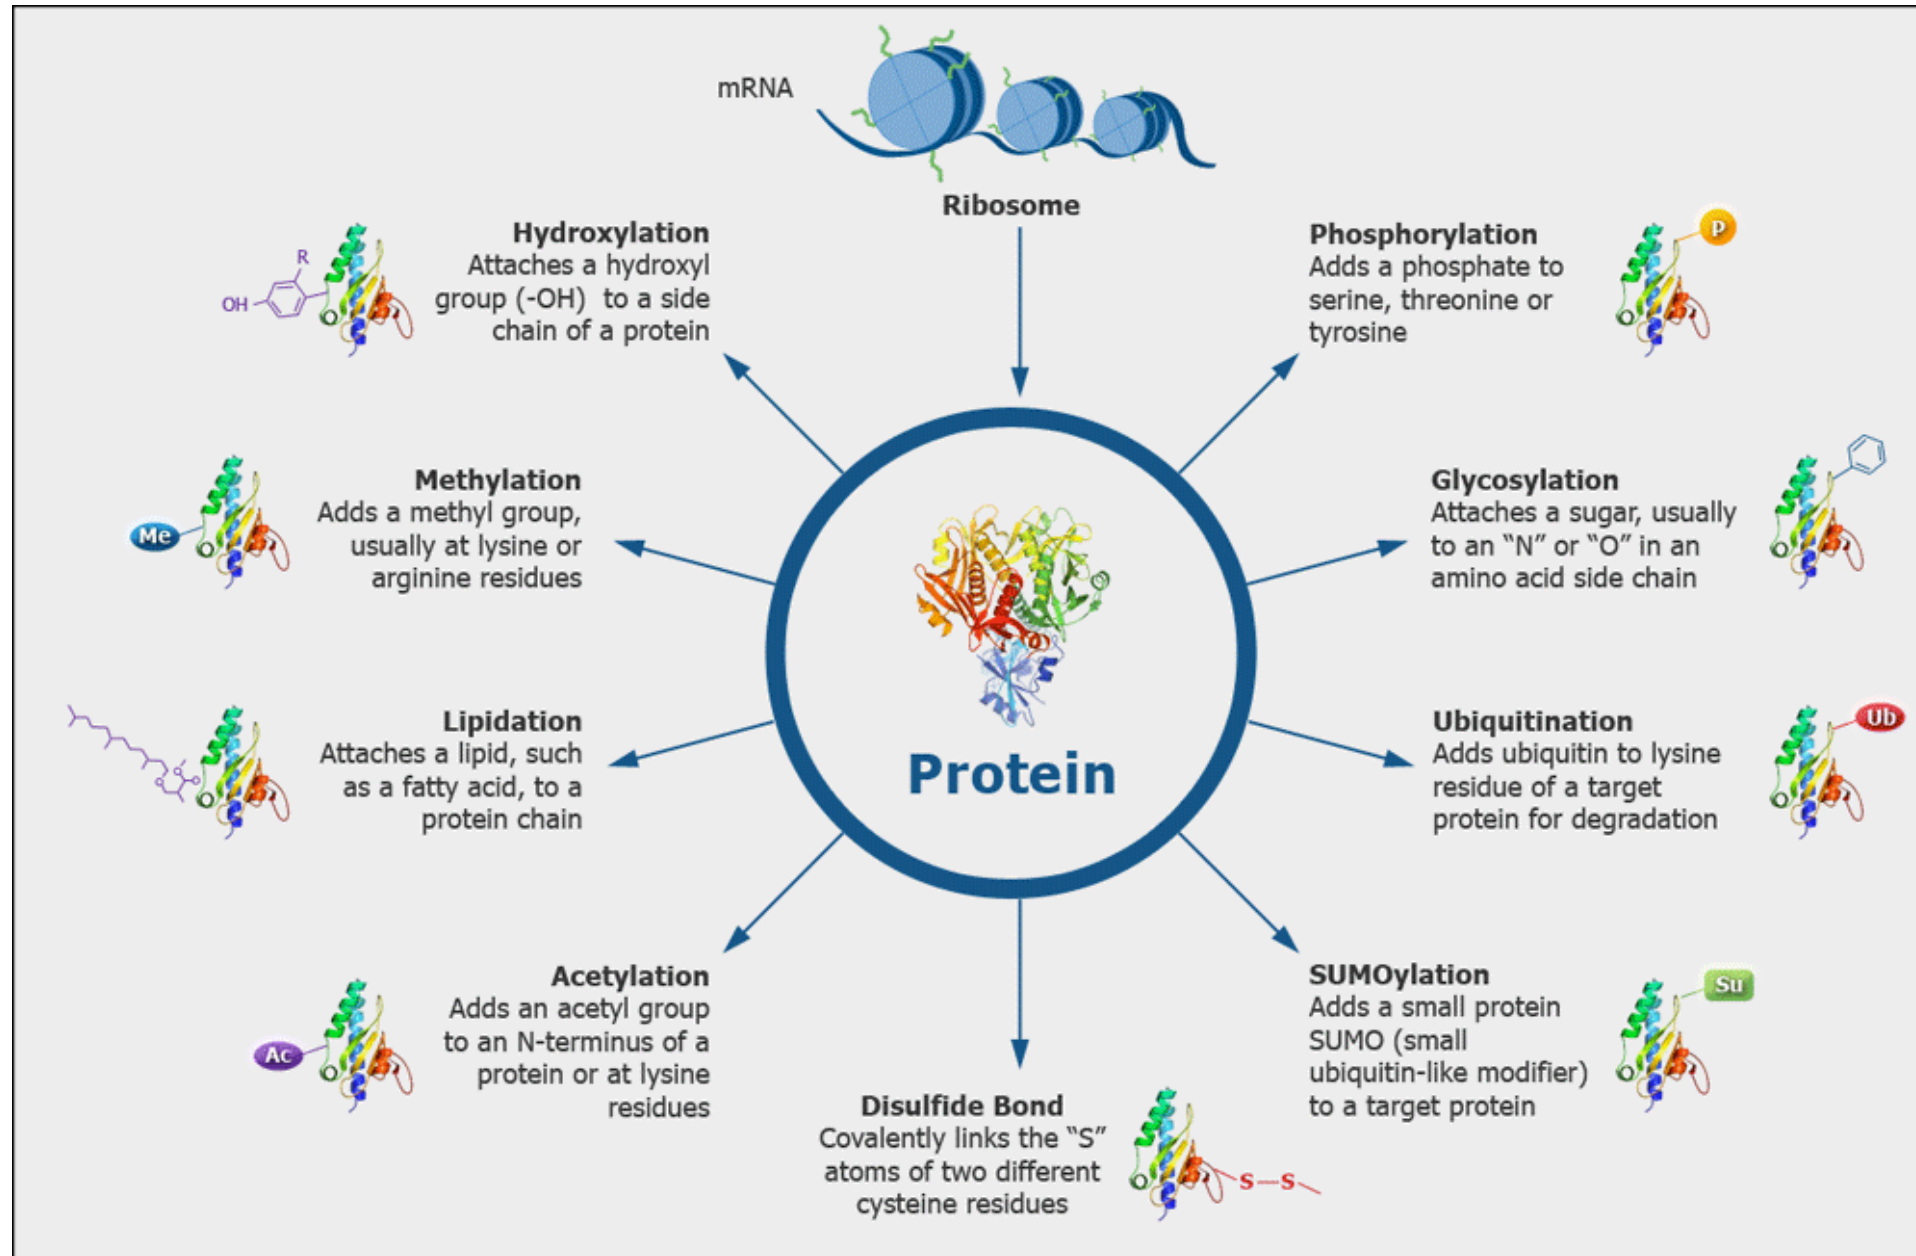 mRNA
Ribosome
Hydroxylation
Attaches a hydroxyl
group (-OH) to a side
chain of a protein
R
OH
Phosphorylation
Adds a phosphate to
serine, threonine or
tyrosine
P
Methylation
Adds a methyl group,
usually at lysine or
arginine residues
Me
Glycosylation
Attaches a sugar, usually
to an “N” or “O” in an
amino acid side chain
Lipidation
Attaches a lipid, such
as a fatty acid, to a
protein chain
Protein
Ubiquitination
Adds ubiquitin to lysine
residue of a target
protein for degradation
Ub
Acetylation
Adds an acetyl group
to an N-terminus of a
protein or at lysine
residues
Ac
Disulfide Bond
Covalently links the “S”
atoms of two different
cysteine residues
S—S
SUMOylation
Adds a small protein
SUMO (small
ubiquitin-like modifier)
to a target protein
Su